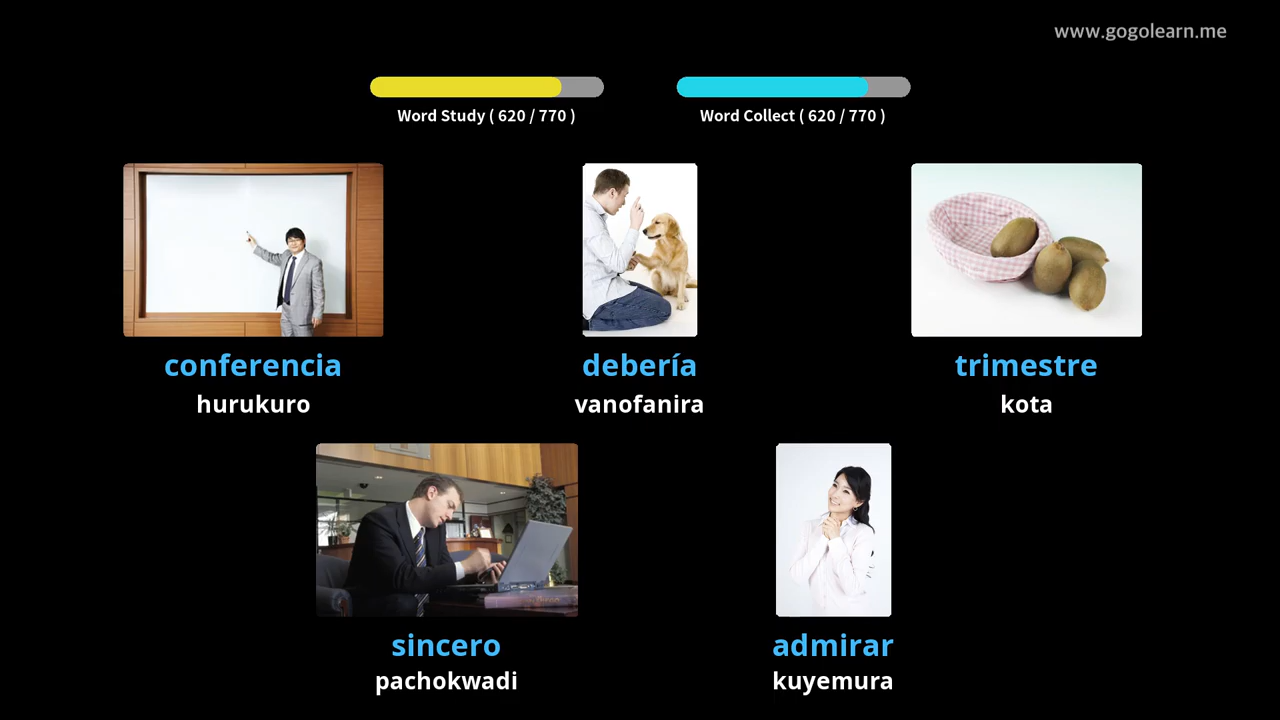 www.gogolearn.me
Word Study ( 620 / 770 )
Word Collect ( 620 / 770 )
conferencia
hurukuro
debería
vanofanira
trimestre
kota
sincero
pachokwadi
admirar
kuyemura